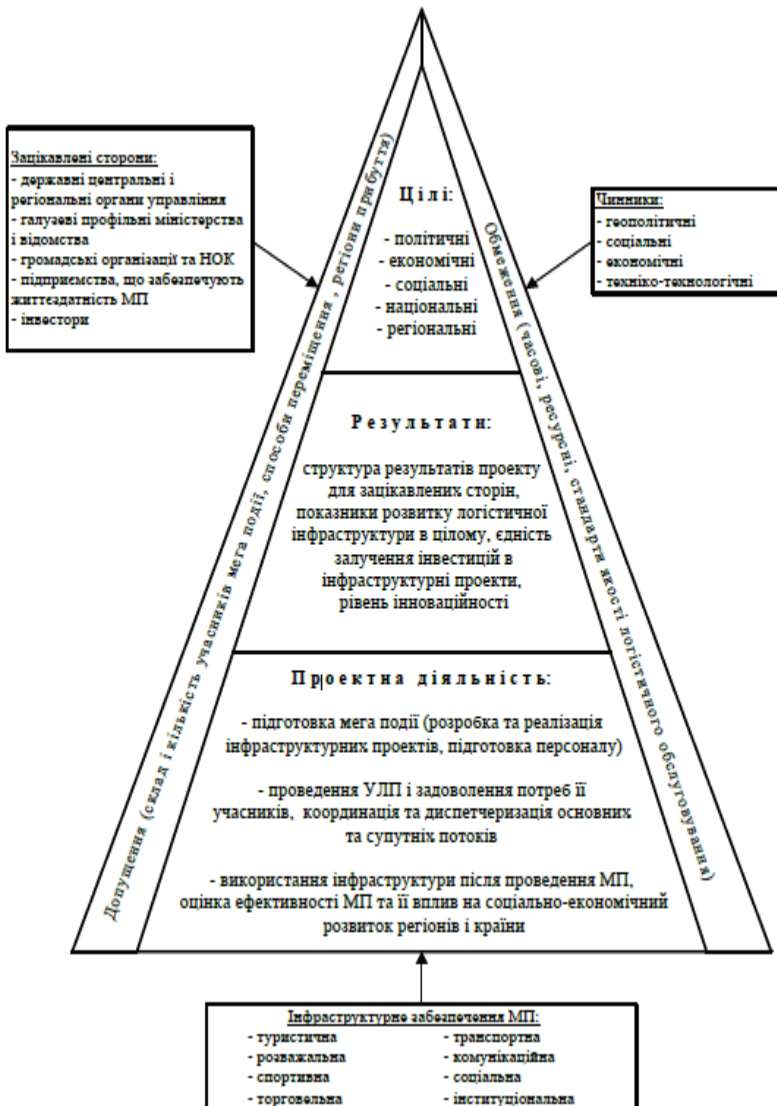 Зацікавлені сторони:
- державні центральні і
регіональні органи управління
- галузеві профільні міністерства
і відомства
- громадські організації та НОК
- підприємства, що забезпечують
життєздатність МП
- інвестори
Допущення (склад і кількість учасників мега події, способи переміщення , регіони прибуття)
Цілі:
- політичні
- економічні
- соціальні
- національні
- регіональні
Обмеження (часові, ресурсні, стандарти якості логістичного обслуговування)
Чинники:
- геополітичні
- соціальні
- економічні
- техніко-технологічні
Результати:
структура результатів проекту
для зацікавлених сторін,
показники розвитку логістичної
інфраструктури в цілому, єдність
залучення інвестицій в
інфраструктурні проекти,
рівень інноваційності
Проектна діяльність:
- підготовка мега події (розробка та реалізація
інфраструктурних проектів, підготовка персоналу)
- проведення УЛП і задоволення потреб її
учасників, координація та диспетчеризація основних
та супутніх потоків
- використання інфраструктури після проведення МП,
оцінка ефективності МП та її вплив на соціально-економічний
розвиток регіонів і країни
Інфраструктурне забезпечення МП:
- туристична - транспортна
- розважальна - комунікаційна
- спортивна - соціальна
- торговельна - інституціональна